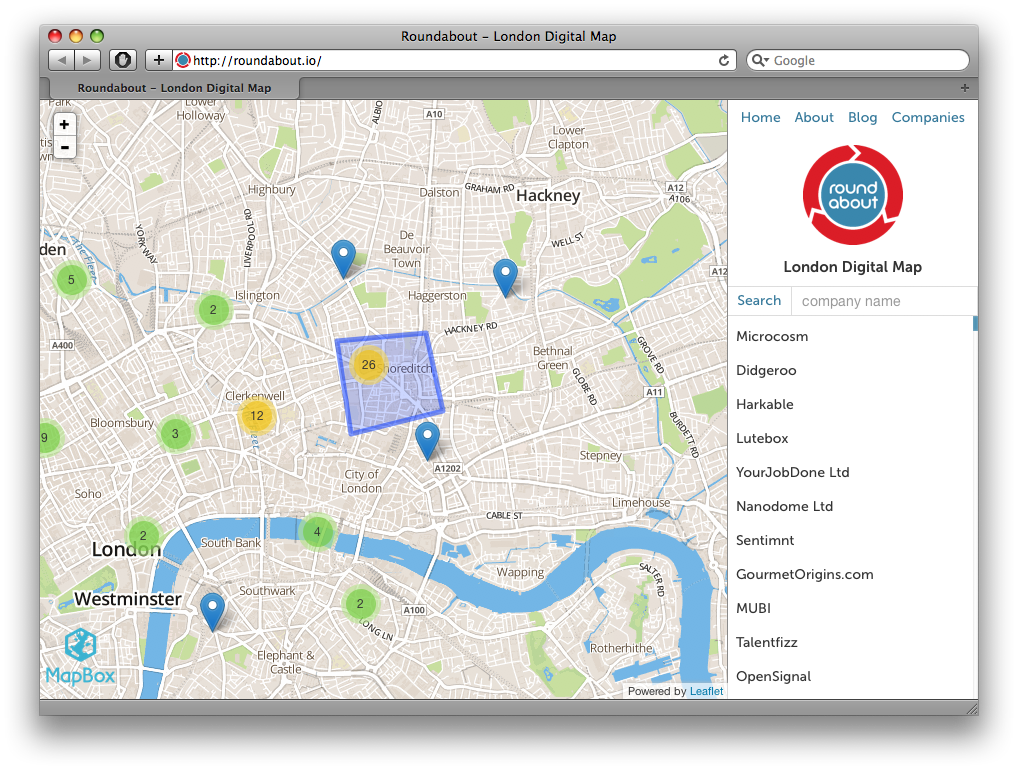 Roundabout – London Digital Map
http://roundabout.io/
Google
Roundabout – London Digital Map
Park
Lower
Holloway
ALBIO
A10
Lower
Clapton
+
-
Highbury
Dalston
GRAHAM RD
Hackney
A12
A106
YORK WAY
LIVERPOOL RD
De
Beauvoir
Town
WELL ST
den
The Fleet
A12
5
2
Islington
Haggerston
HACKNEY RD
A400
26
Shoreditch
Bethnal
Green
GROVE RD
GLOBE RD
A11
Clerkenwell
12
Bloomsbury
3
9
BURDETT RD
Stepney
City of
London
A1202
Soho
Limehouse
CABLE ST
2
4
London
South Bank
Wapping
SALTER RD
Westminster
Southwark
2
A100
LONG LN
Rotherhithe
Elephant &
Castle
MapBox
Powered by Leaflet
Home About Blog Companies
round
about
London Digital Map
Search company name
Microcosm
Didgeroo
Harkable
Lutebox
YourJobDone Ltd
Nanodome Ltd
Sentimnt
GourmetOrigins.com
MUBI
Talentfizz
OpenSignal